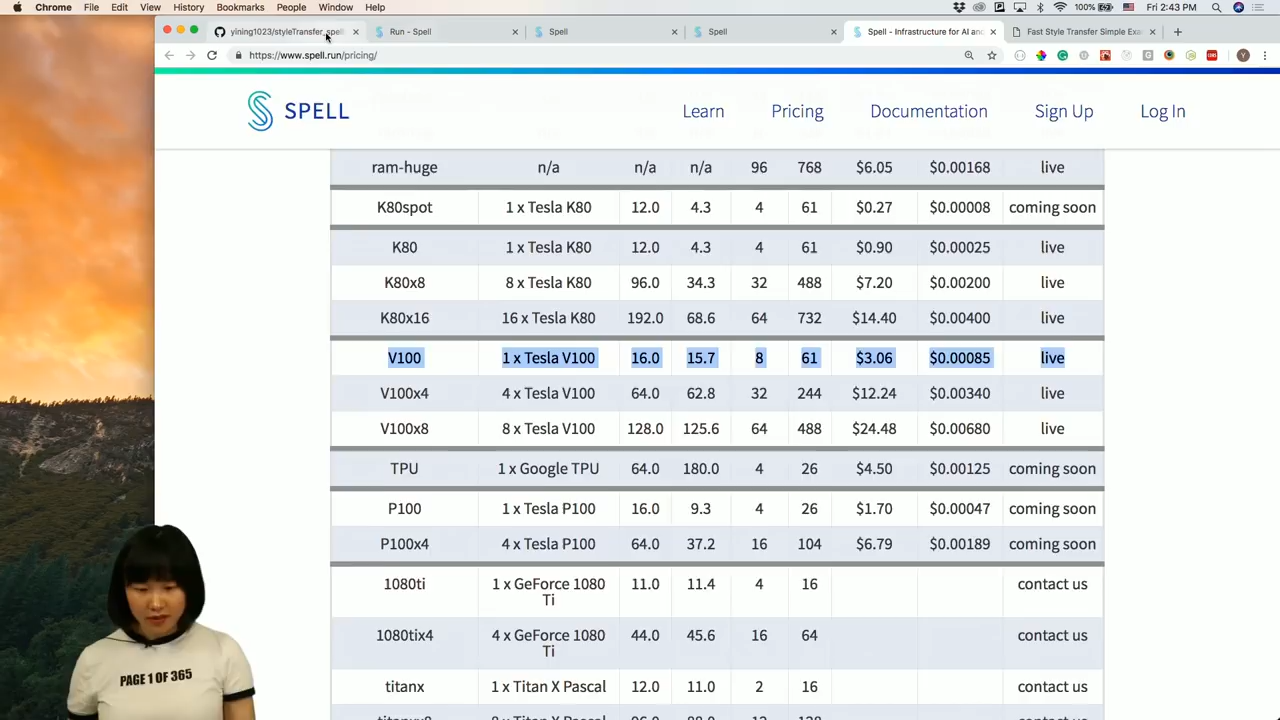 Chrome File Edit View History Bookmarks People Window Help 100% Fri 2:43 PM
yining1023/styleTransfer_spell Run - Spell Spell Spell Spell - Infrastructure for AI and Fast Style Transfer Simple Exa
https://www.spell.run/pricing/
SPELL Learn Pricing Documentation Sign Up Log In
ram-huge n/a n/a n/a 96 768 $6.05 $0.00168 live
K80spot 1 x Tesla K80 12.0 4.3 4 61 $0.27 $0.00008 coming soon
K80 1 x Tesla K80 12.0 4.3 4 61 $0.90 $0.00025 live
K80x8 8 x Tesla K80 96.0 34.3 32 488 $7.20 $0.00200 live
K80x16 16 x Tesla K80 192.0 68.6 64 732 $14.40 $0.00400 live
V100 1 x Tesla V100 16.0 15.7 8 61 $3.06 $0.00085 live
V100x4 4 x Tesla V100 64.0 62.8 32 244 $12.24 $0.00340 live
V100x8 8 x Tesla V100 128.0 125.6 64 488 $24.48 $0.00680 live
TPU 1 x Google TPU 64.0 180.0 4 26 $4.50 $0.00125 coming soon
P100 1 x Tesla P100 16.0 9.3 4 26 $1.70 $0.00047 coming soon
P100x4 4 x Tesla P100 64.0 37.2 16 104 $6.79 $0.00189 coming soon
1080ti 1 x GeForce 1080 11.0 11.4 4 16 contact us
Ti
1080tix4 4 x GeForce 1080 44.0 45.6 16 64 contact us
Ti
titanx 1 x Titan X Pascal 12.0 11.0 2 16 contact us
PAGE 1 OF 365